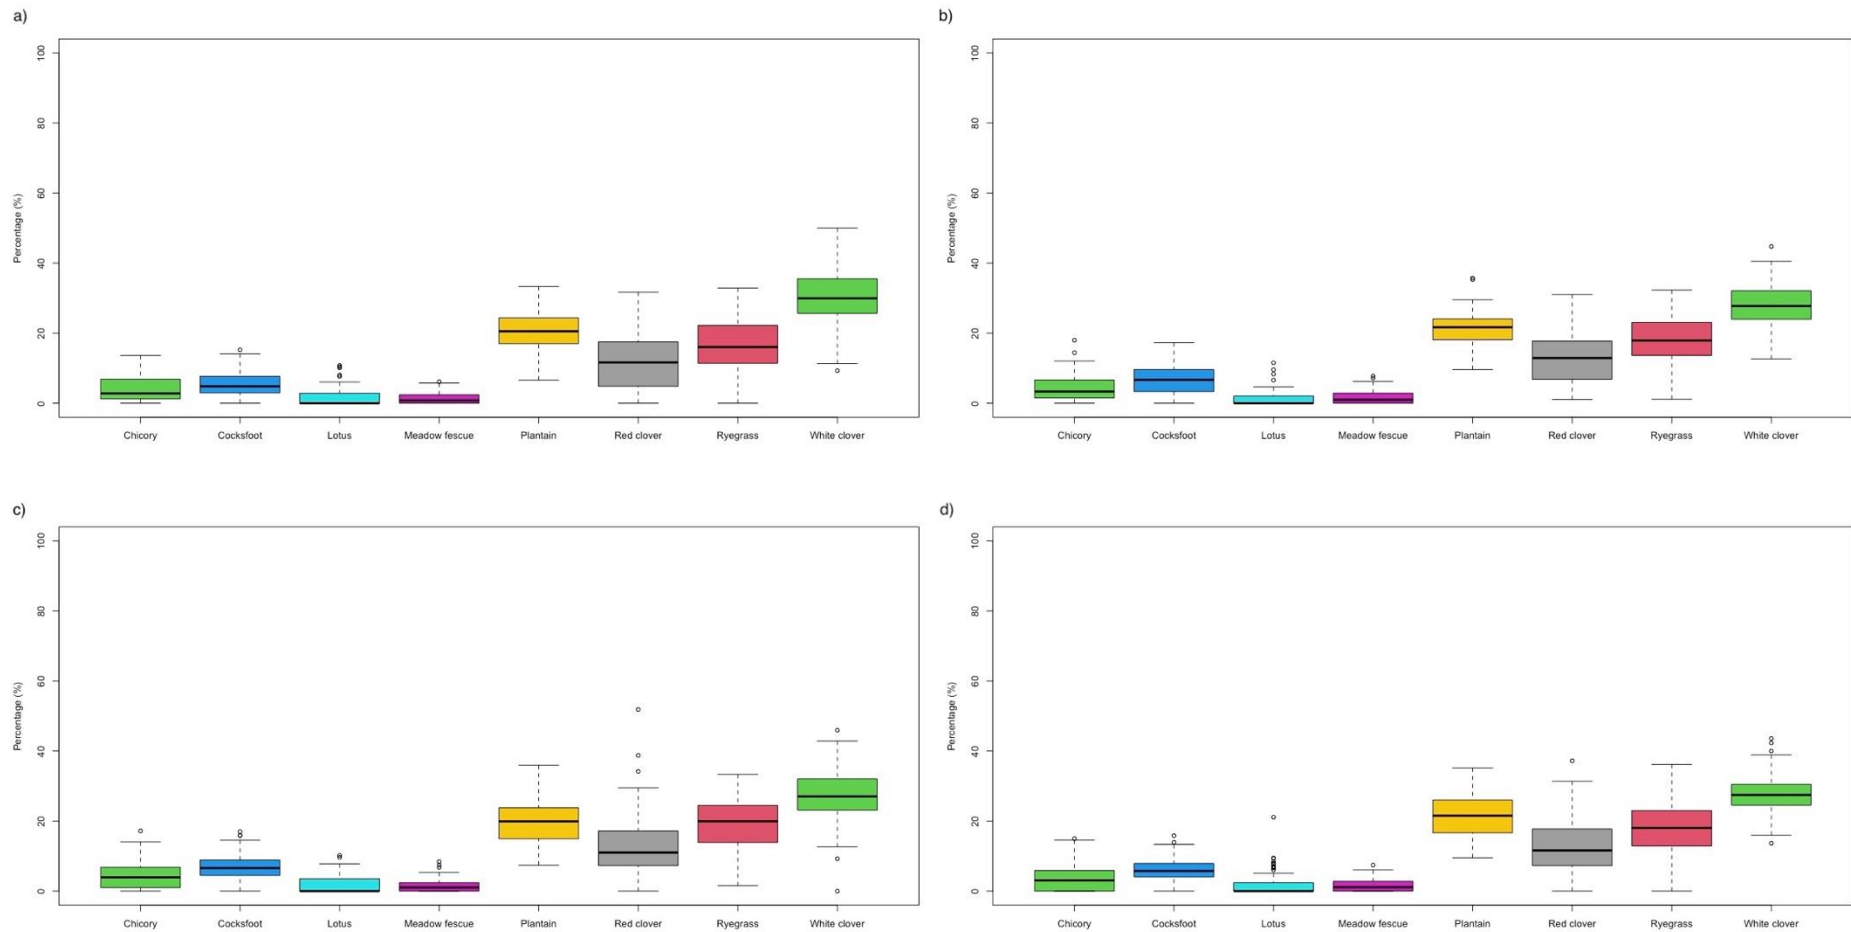 a)
Percentage (%)
100
80
60
40
20
0
Chicory Cocksfoot Lotus Meadow fescue Plantain Red clover Ryegrass White clover
b)
Percentage (%)
100
80
60
40
20
0
Chicory Cocksfoot Lotus Meadow fescue Plantain Red clover Ryegrass White clover
c)
Percentage (%)
100
80
60
40
20
0
Chicory Cocksfoot Lotus Meadow fescue Plantain Red clover Ryegrass White clover
d)
Percentage (%)
100
80
60
40
20
0
Chicory Cocksfoot Lotus Meadow fescue Plantain Red clover Ryegrass White clover